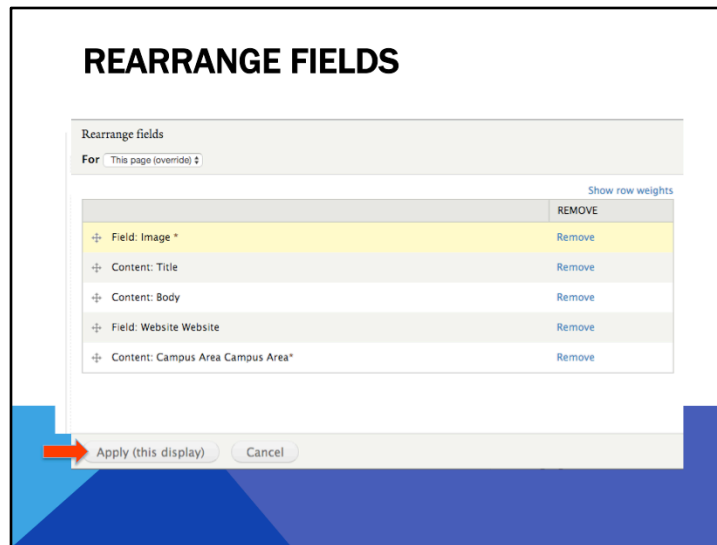 REARRANGE FIELDS
Rearrange fields
For This page (override)
Show row weights
REMOVE
Field: Image * Remove
Content: Title Remove
Content: Body Remove
Field: Website Website Remove
Content: Campus Area Campus Area* Remove
Apply (this display) Cancel